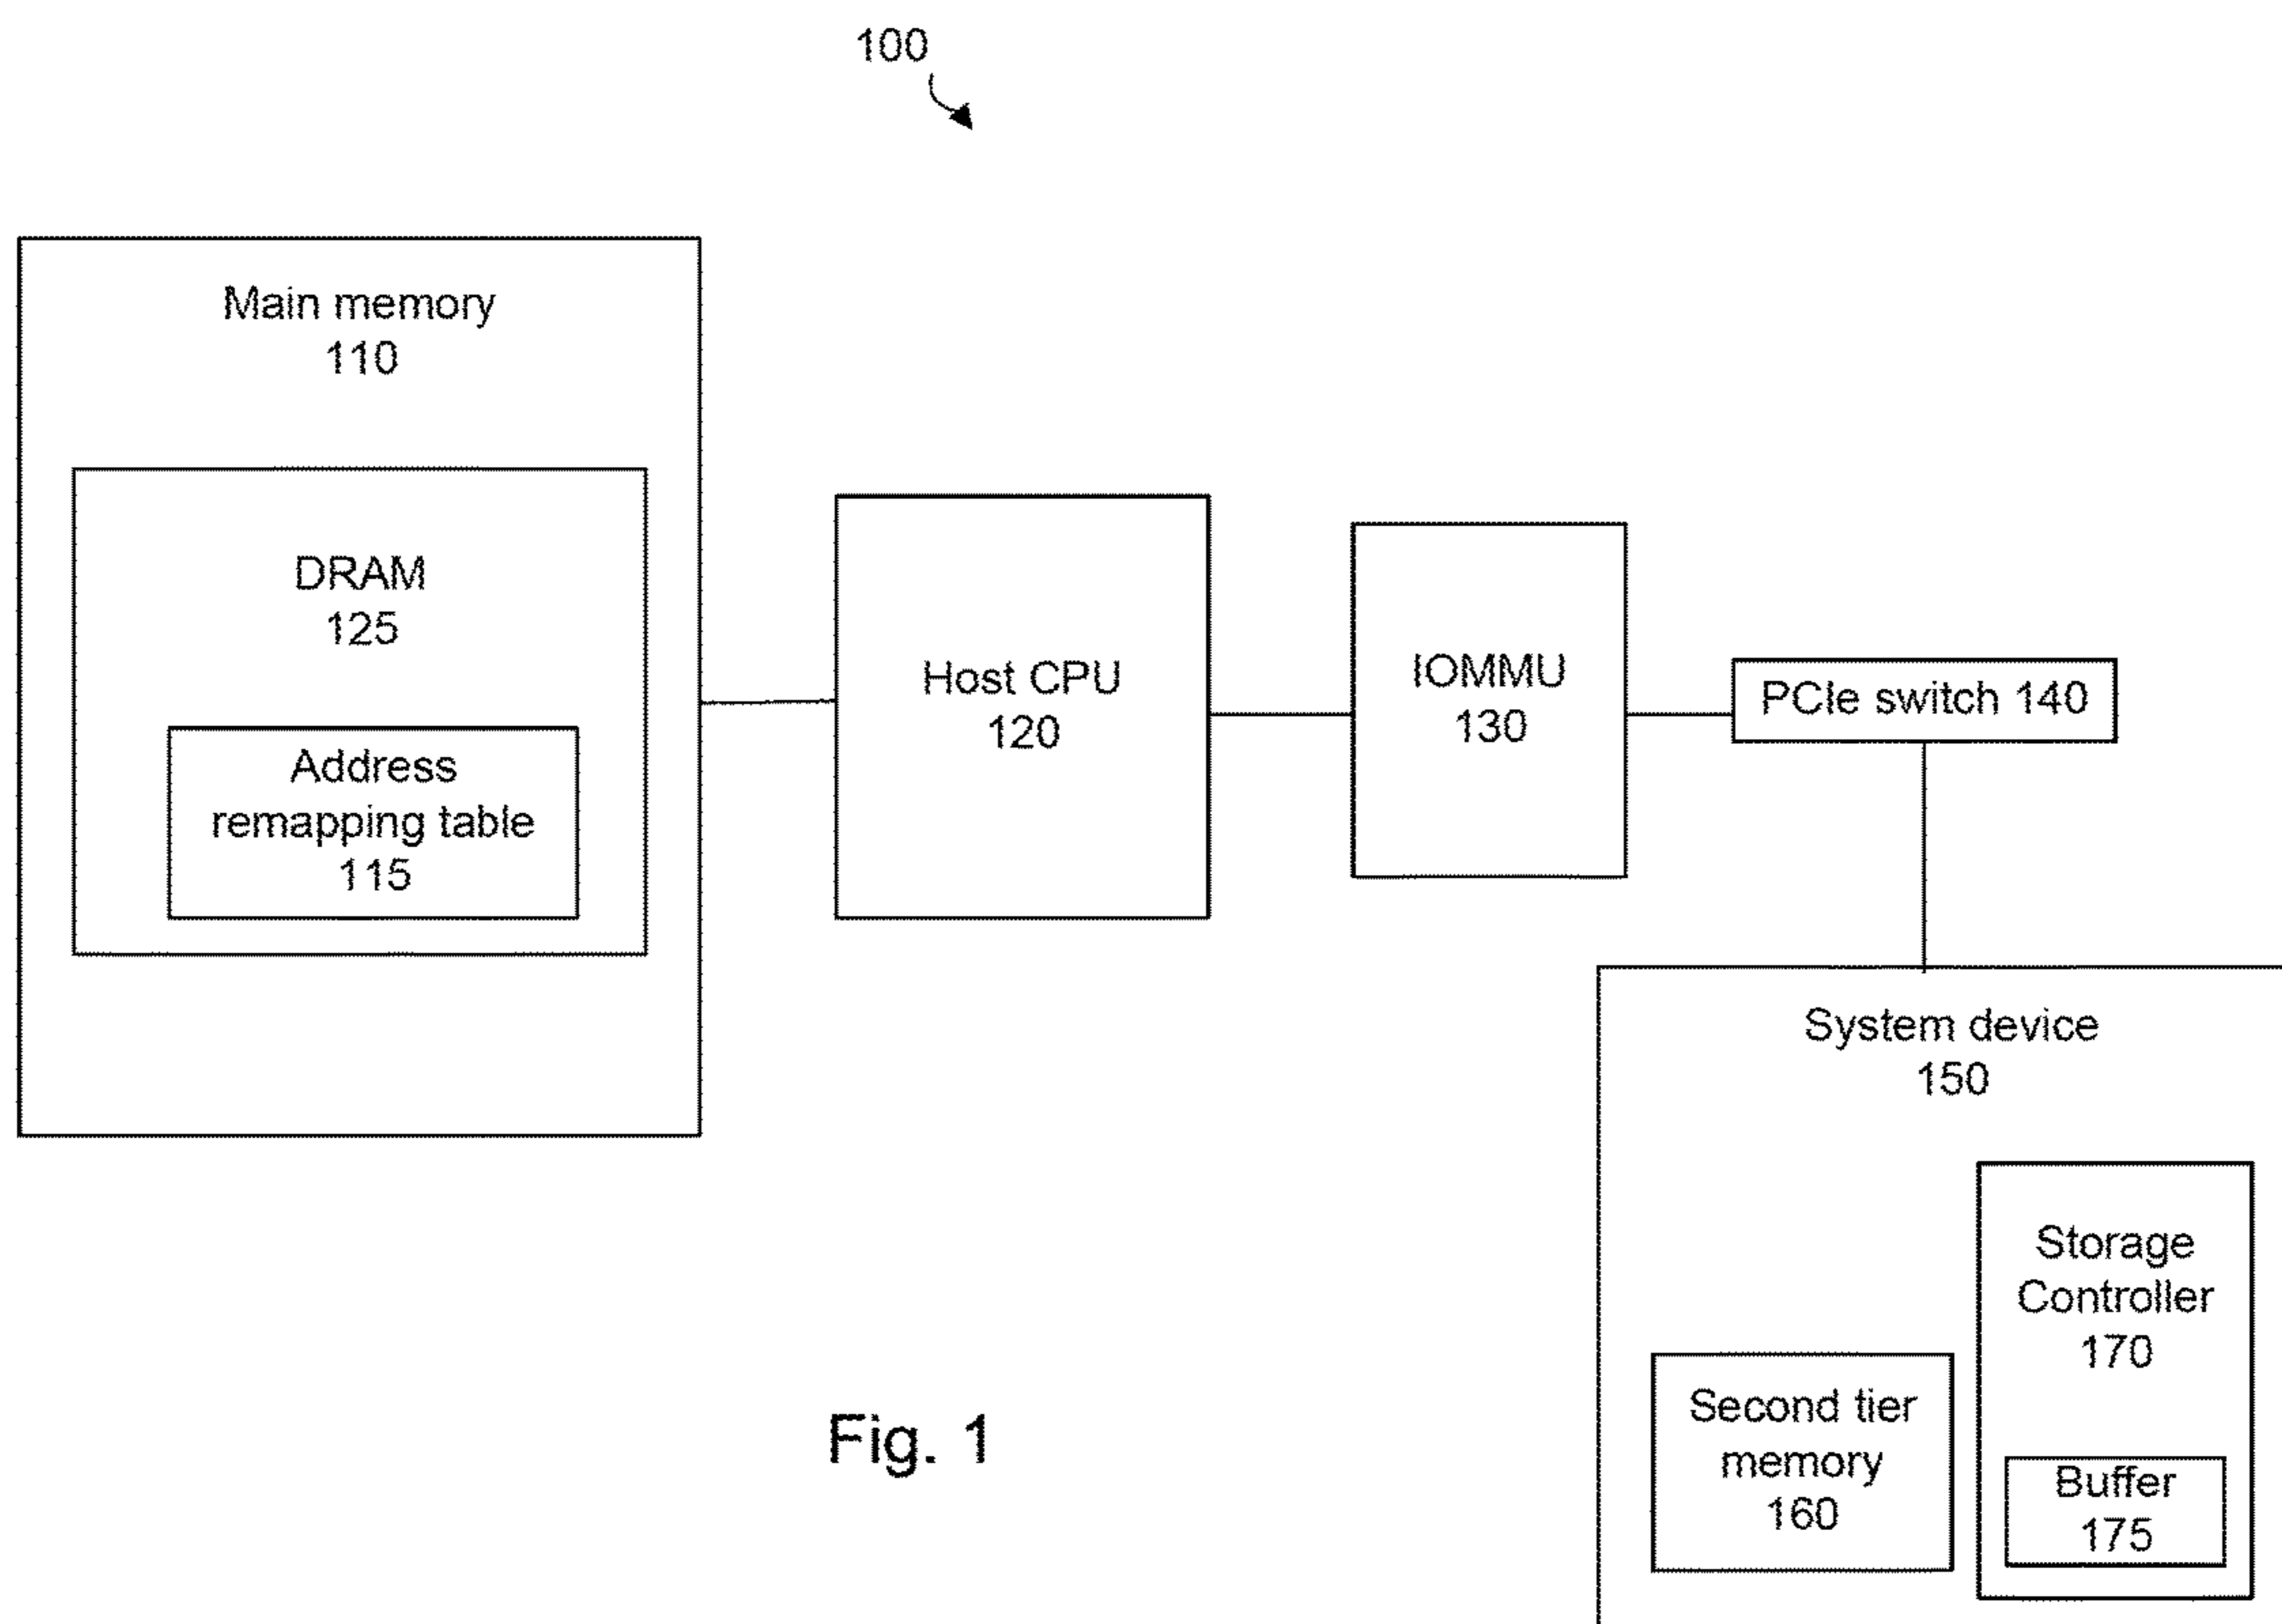 100
Main memory
110
DRAM
125
Address
remapping table
115
Host CPU
120
IOMMU
130
PCIe switch 140
System device
150
Storage
Controller
170
Second tier
memory
160
Buffer
175
Fig. 1